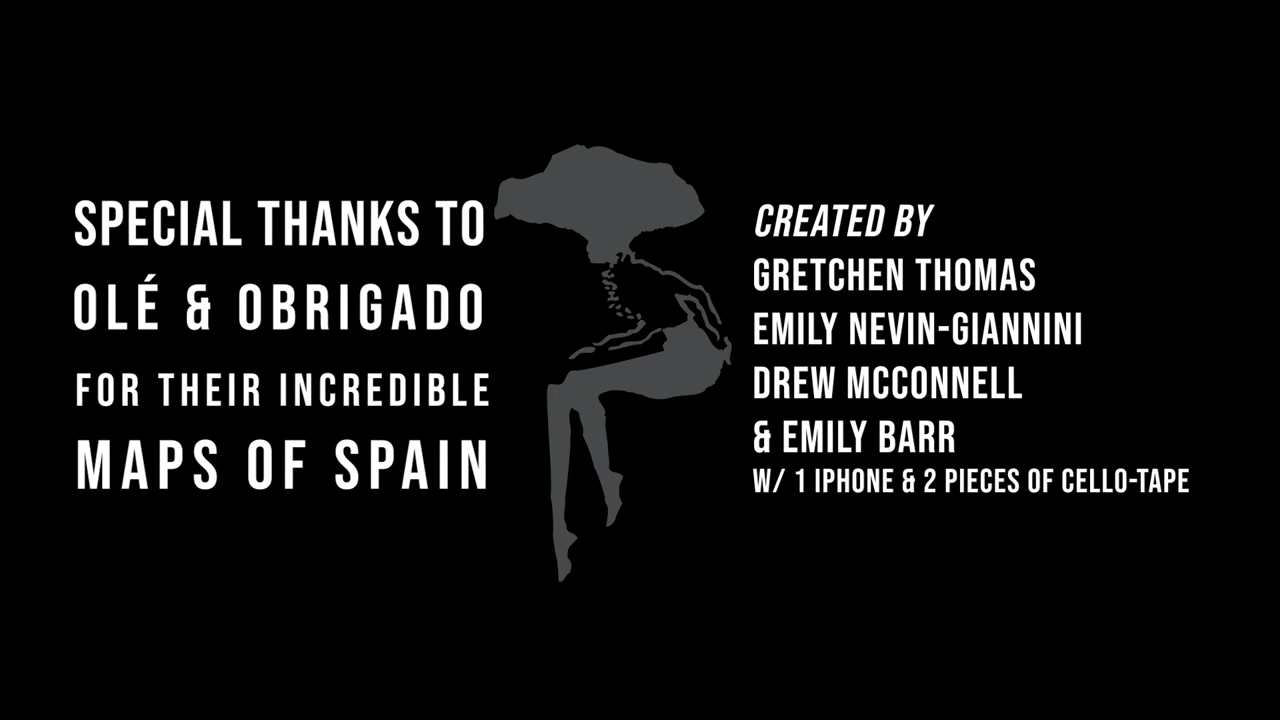 SPECIAL THANKS TO
OLÉ & OBRIGADO
FOR THEIR INCREDIBLE
MAPS OF SPAIN
CREATED BY
GRETCHEN THOMAS
EMILY NEVIN-GIANNINI
DREW MCCONNELL
& EMILY BARR
W/ 1 IPHONE & 2 PIECES OF CELLO-TAPE